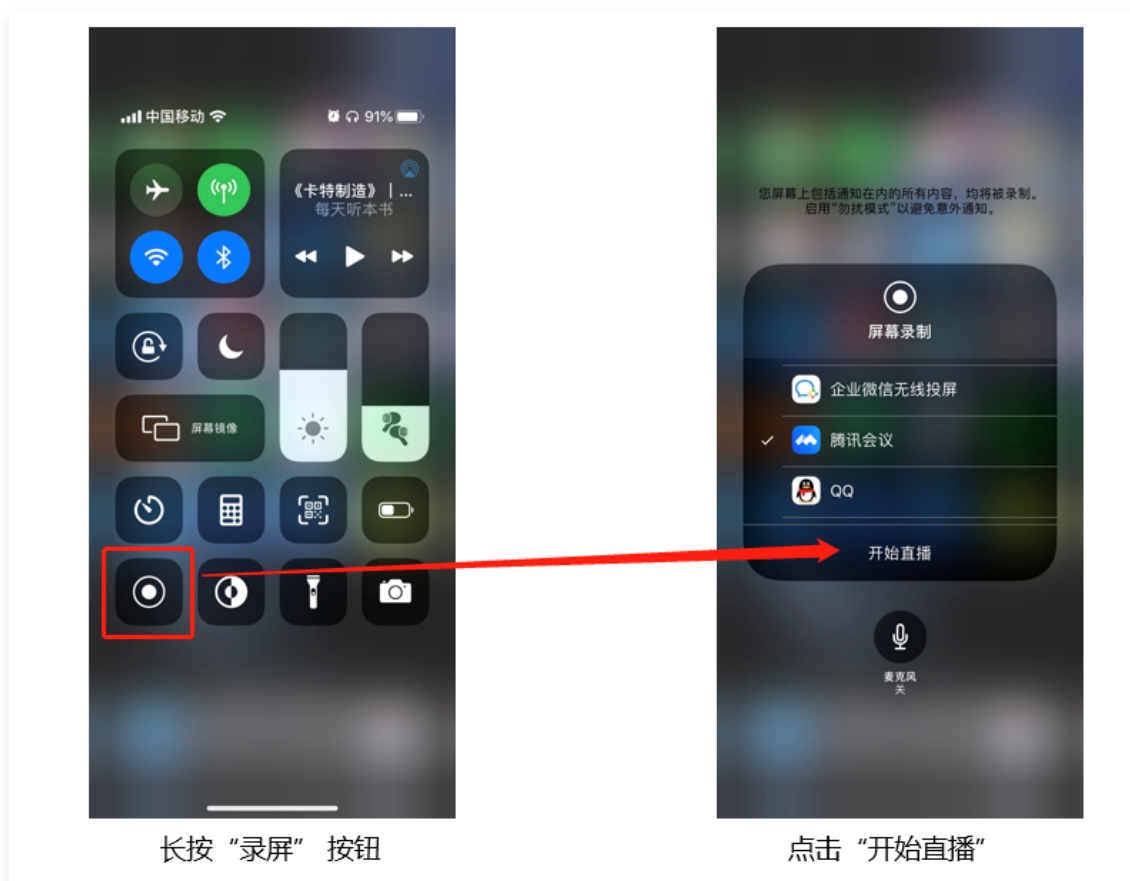 中国移动
91%
《卡特制造》｜...
每天听本书
屏幕镜像
长按“录屏” 按钮
您屏幕上包括通知在内的所有内容，均将被录制。
启用“勿扰模式”以避免意外通知。
屏幕录制
企业微信无线投屏
腾讯会议
QQ
开始直播
麦克风
关
点击“开始直播”